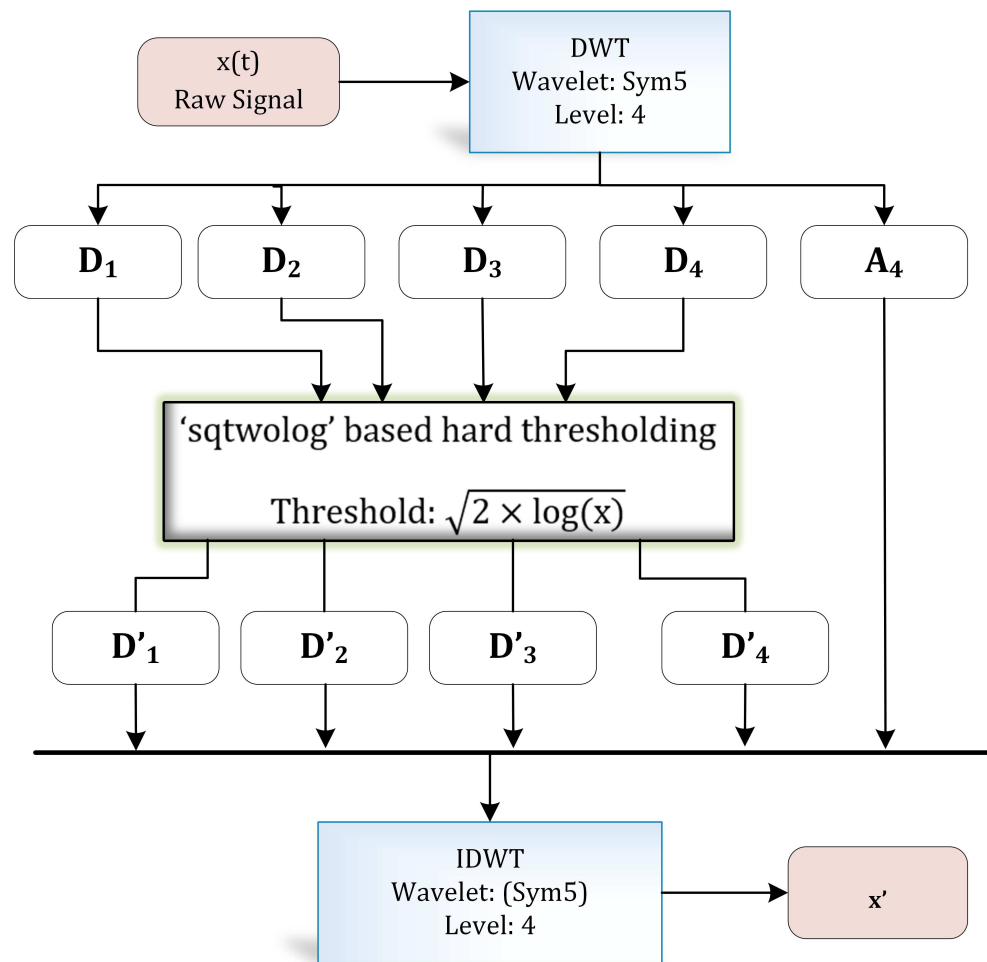 x(t)
Raw Signal
DWT
Wavelet: Sym5
Level: 4
D₁
D₂
D₃
D₄
A₄
‘sqtwolog’ based hard thresholding
Threshold: √2 × log(x)
D’₁
D’₂
D’₃
D’₄
IDWT
Wavelet: (Sym5)
Level: 4
x’